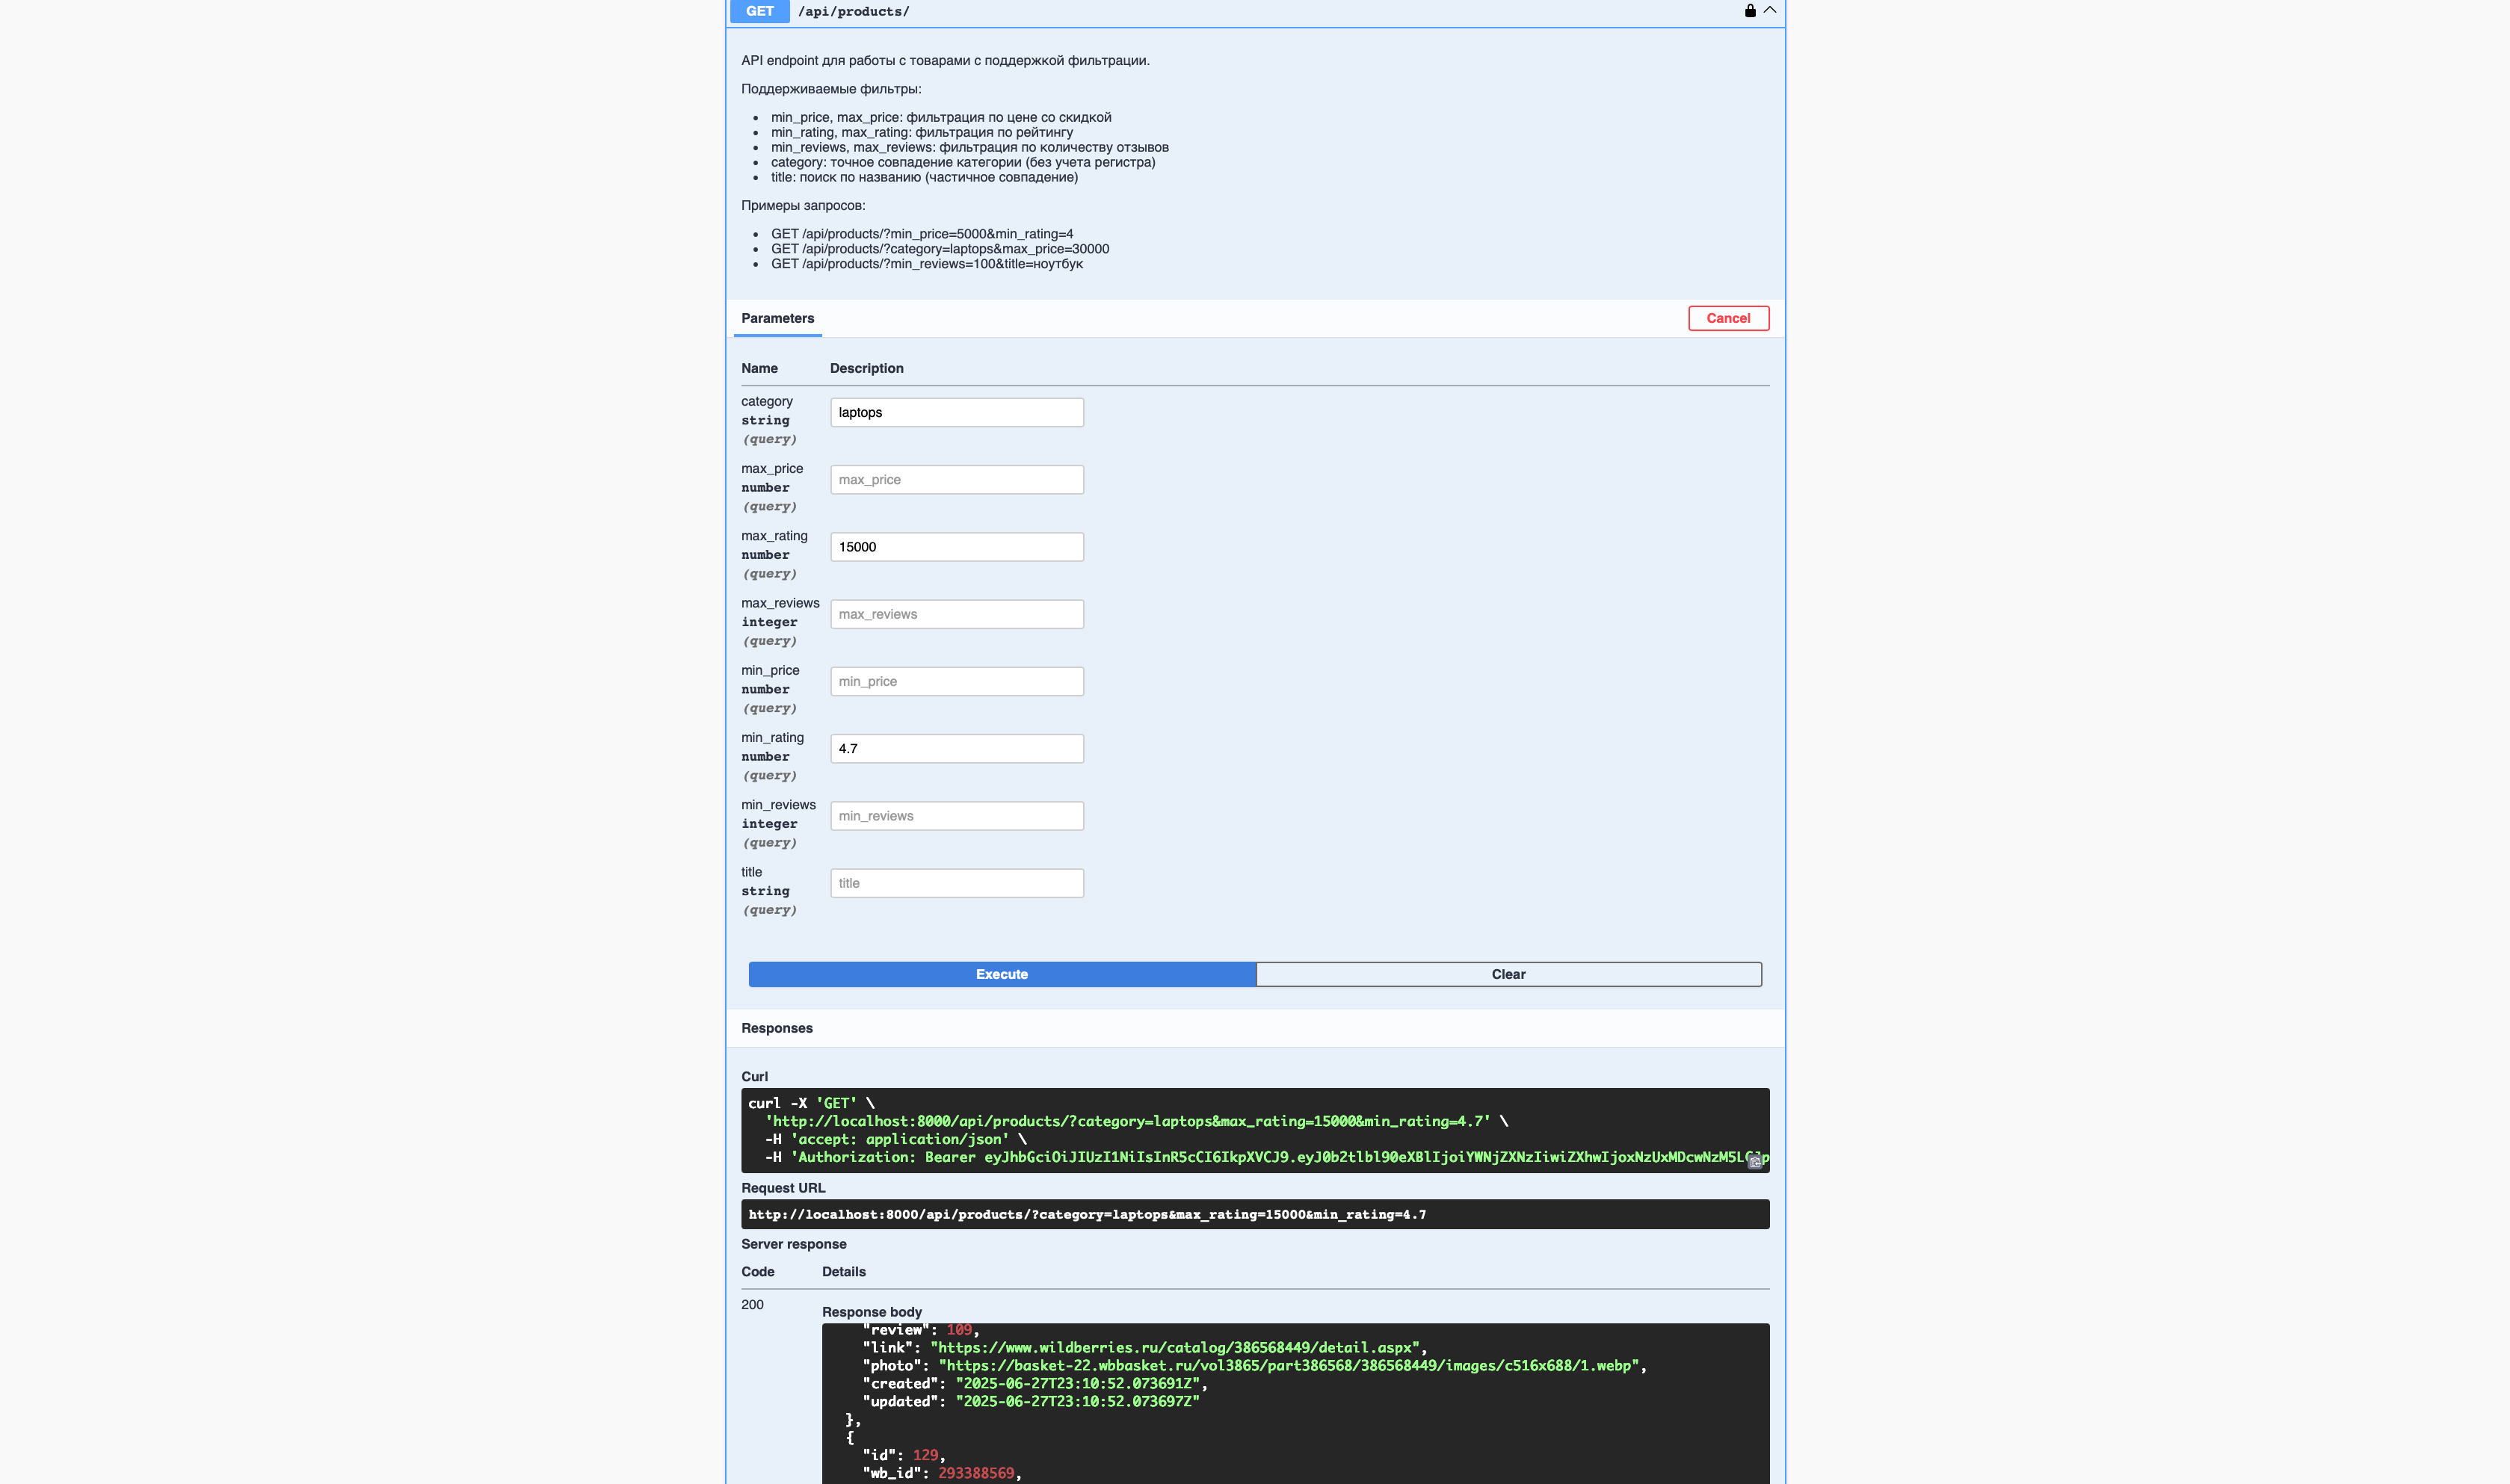 GET /api/products/
API endpoint для работы с товарами с поддержкой фильтрации.
Поддерживаемые фильтры:
• min_price, max_price: фильтрация по цене со скидкой
• min_rating, max_rating: фильтрация по рейтингу
• min_reviews, max_reviews: фильтрация по количеству отзывов
• category: точное совпадение категории (без учета регистра)
• title: поиск по названию (частичное совпадение)
Примеры запросов:
• GET /api/products/?min_price=5000&min_rating=4
• GET /api/products/?category=laptops&max_price=30000
• GET /api/products/?min_reviews=100&title=ноутбук
Parameters Cancel
Name Description
category
string
(query)
laptops
max_price
number
(query)
max_price
max_rating
number
(query)
15000
max_reviews
integer
(query)
max_reviews
min_price
number
(query)
min_price
min_rating
number
(query)
4.7
min_reviews
integer
(query)
min_reviews
title
string
(query)
title
Execute Clear
Responses
Curl
curl -X 'GET' \
'http://localhost:8000/api/products/?category=laptops&max_rating=15000&min_rating=4.7' \
-H 'accept: application/json' \
-H 'Authorization: Bearer eyJhbGciOiJIUzI1NiIsInR5cCI6IkpXVCJ9.eyJ0b2tlbl90eXBlIjoiYWNjZXNzIiwiZXhwIjoxNzUxMDcwNzM5L
Request URL
http://localhost:8000/api/products/?category=laptops&max_rating=15000&min_rating=4.7
Server response
Code Details
200
Response body
"review": 109,
"link": "https://www.wildberries.ru/catalog/386568449/detail.aspx",
"photo": "https://basket-22.wbbasket.ru/vol3865/part386568/386568449/images/c516x688/1.webp",
"created": "2025-06-27T23:10:52.073691Z",
"updated": "2025-06-27T23:10:52.073697Z"
},
{
"id": 129,
"wb_id": 293388569,